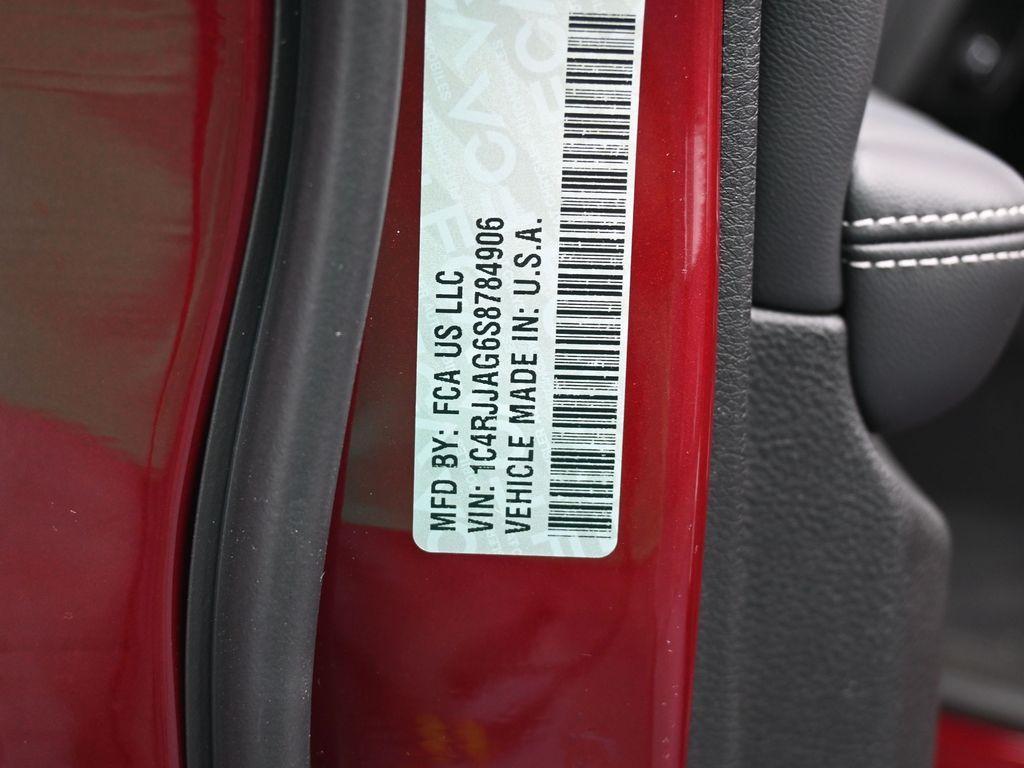 MFD BY: FCA US LLC
VIN: 1C4RJJAG6S8784906
VEHICLE MADE IN: U.S.A.